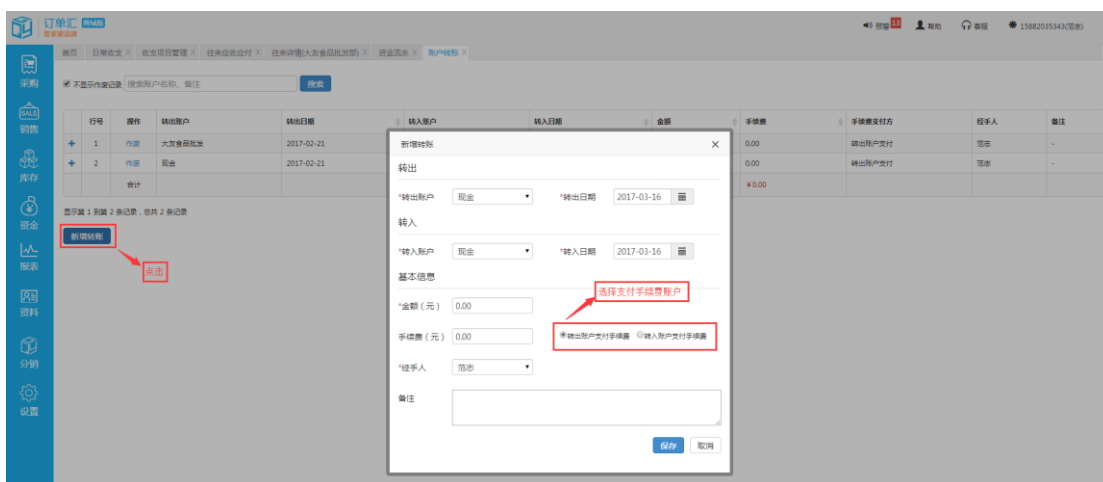 订单汇 商城版
管家婆品牌
预警 13 帮助 客服 15882035343(范志)
首页 日常收支 × 收支项目管理 × 往来应收应付 × 往来详情(大友食品批发部) × 资金流水 × 账户转账 ×
采购
销售
库存
资金
报表
资料
分销
设置
不显示作废记录 搜索账户名称、备注 搜索
行号 操作 转出账户 转出日期 转入账户 转入日期 金额 手续费 手续费支付方 经手人 备注
+ 1 作废 大友食品批发 2017-02-21 0.00 转出账户支付 范志 -
+ 2 作废 现金 2017-02-21 0.00 转出账户支付 范志 -
合计 ¥0.00
显示第 1 到第 2 条记录，总共 2 条记录
新增转账
点击
新增转账 ×
转出
*转出账户 现金 *转出日期 2017-03-16
转入
*转入账户 现金 *转入日期 2017-03-16
基本信息
选择支付手续费账户
*金额（元） 0.00
手续费（元） 0.00 转出账户支付手续费 转入账户支付手续费
*经手人 范志
备注
保存 取消
SALE